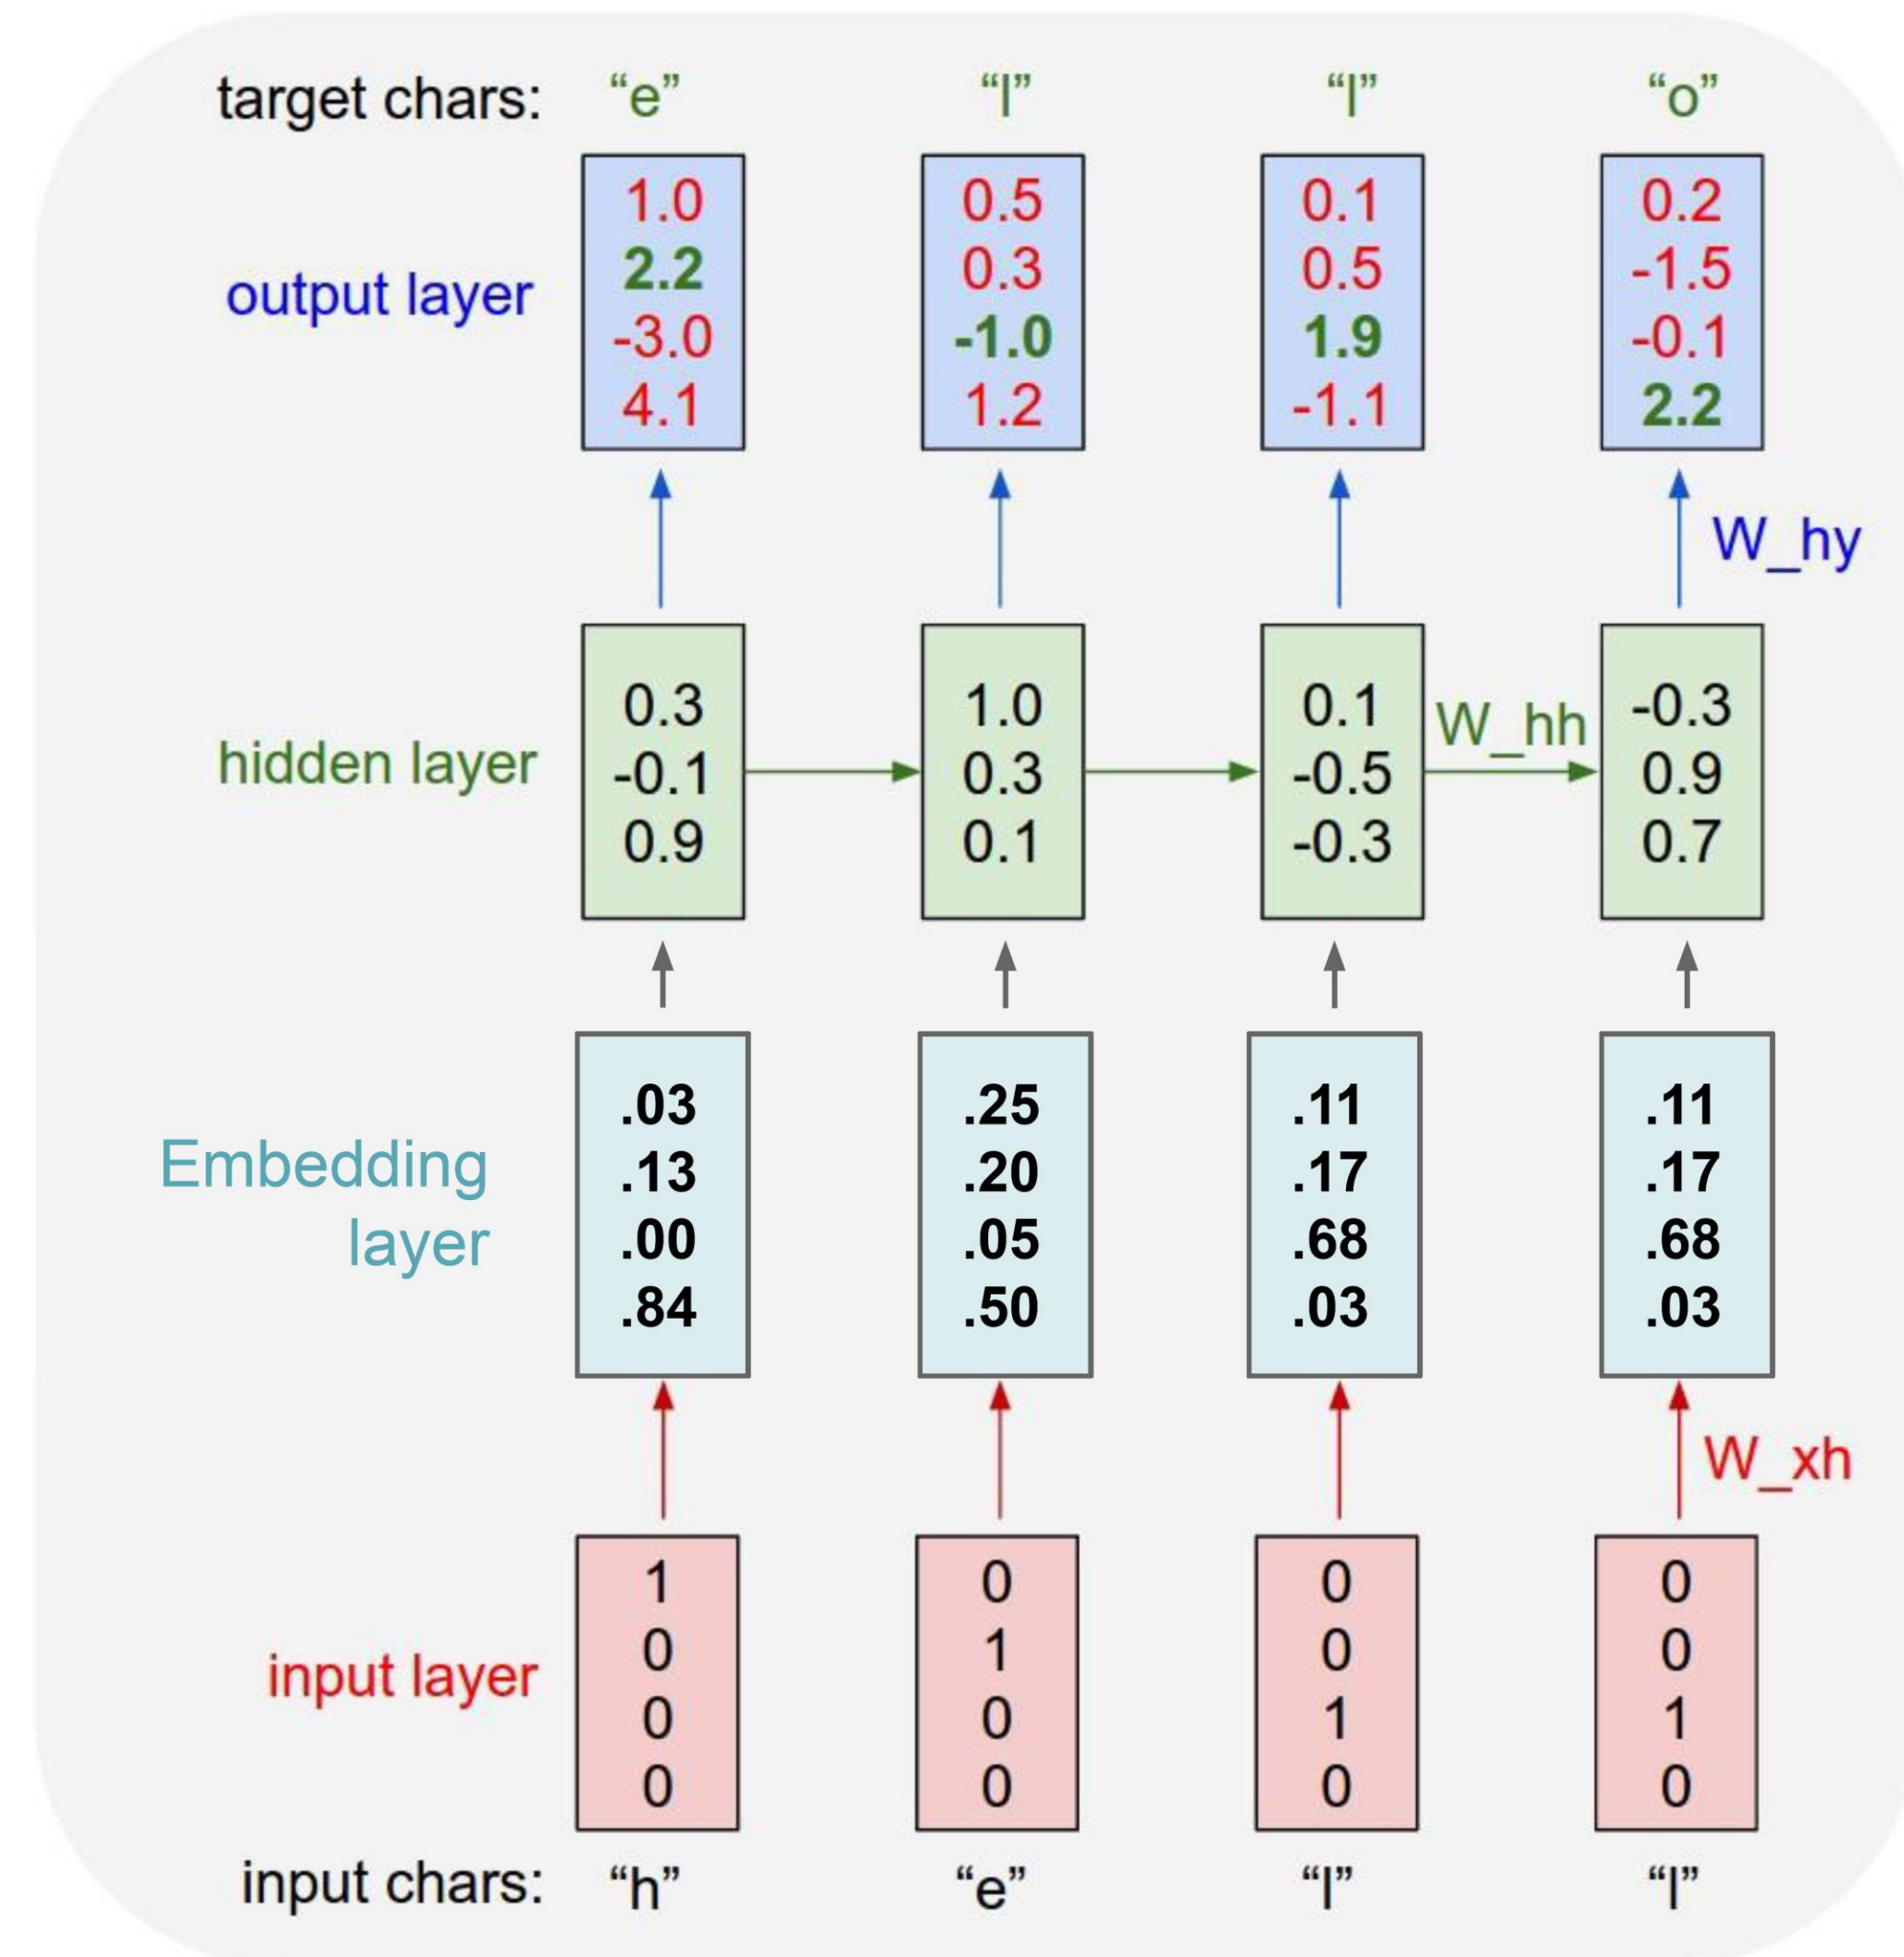 target chars: “e” “l” “l” “o”
1.0 0.5 0.1 0.2
2.2 0.3 0.5 -1.5
output layer
-3.0 -1.0 1.9 -0.1
4.1 1.2 -1.1 2.2
W_hy
0.3 1.0 0.1 W_hh -0.3
hidden layer -0.1 0.3 -0.5 0.9
0.9 0.1 -0.3 0.7
.03 .25 .11 .11
Embedding .13 .20 .17 .17
layer .00 .05 .68 .68
.84 .50 .03 .03
W_xh
1 0 0 0
0 1 0 0
input layer
0 0 1 1
0 0 0 0
input chars: “h” “e” “l” “l”